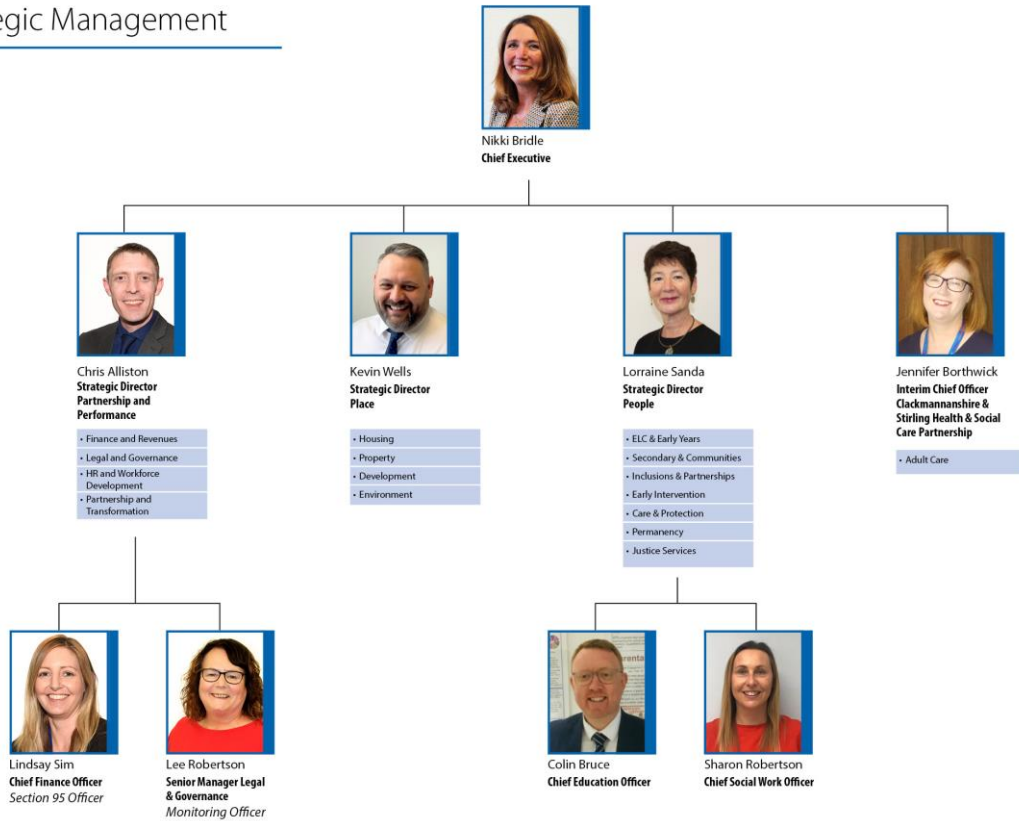 egic Management
Nikki Bridle
Chief Executive
Chris Alliston
Strategic Director
Partnership and
Performance
• Finance and Revenues
• Legal and Governance
• HR and Workforce
Development
• Partnership and
Transformation
Kevin Wells
Strategic Director
Place
• Housing
• Property
• Development
• Environment
Lorraine Sanda
Strategic Director
People
• ELC & Early Years
• Secondary & Communities
• Inclusions & Partnerships
• Early Intervention
• Care & Protection
• Permanency
• Justice Services
Jennifer Borthwick
Interim Chief Officer
Clackmannanshire &
Stirling Health & Social
Care Partnership
• Adult Care
Lindsay Sim
Chief Finance Officer
Section 95 Officer
Lee Robertson
Senior Manager Legal
& Governance
Monitoring Officer
Colin Bruce
Chief Education Officer
Sharon Robertson
Chief Social Work Officer